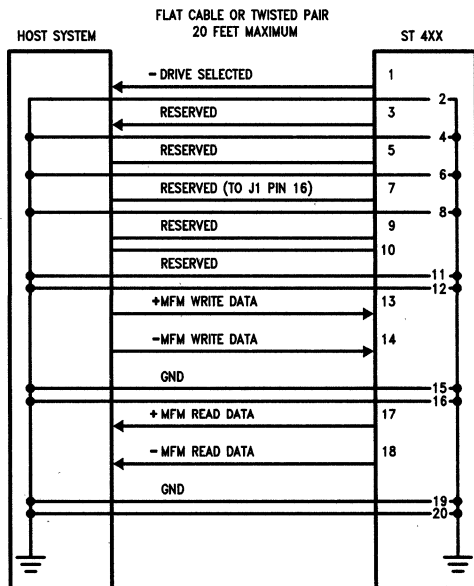 FLAT CABLE OR TWISTED PAIR
20 FEET MAXIMUM
HOST SYSTEM
ST 4XX
- DRIVE SELECTED
1
2
RESERVED
3
4
RESERVED
5
6
RESERVED (TO J1 PIN 16)
7
8
RESERVED
9
10
RESERVED
11
12
+MFM WRITE DATA
13
-MFM WRITE DATA
14
GND
15
16
+ MFM READ DATA
17
- MFM READ DATA
18
GND
19
20